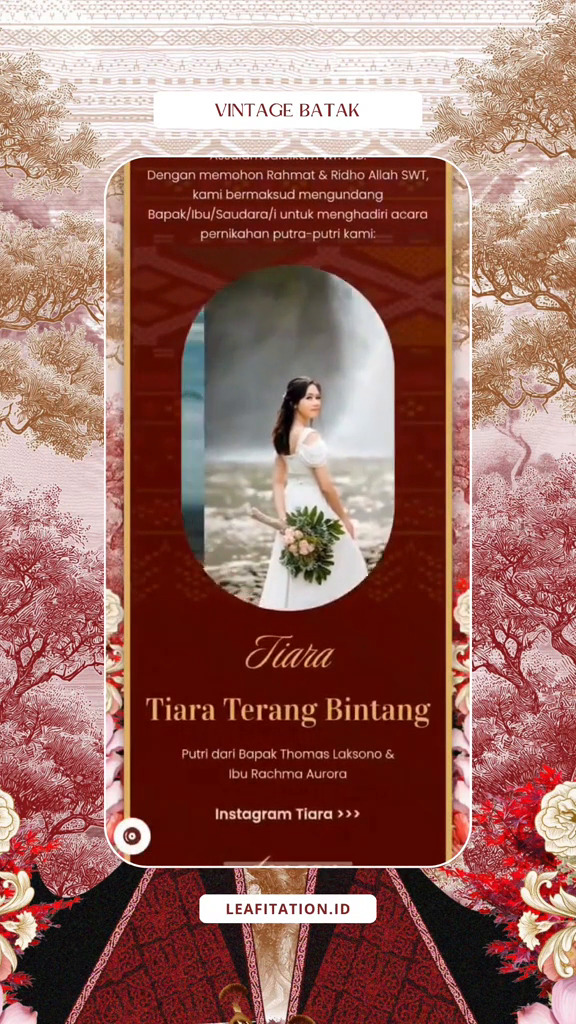 VINTAGE BATAK
Dengan memohon Rahmat & Ridho Allah SWT,
kami bermaksud mengundang
Bapak/Ibu/Saudara/i untuk menghadiri acara
pernikahan putra-putri kami:
Tiara
Tiara Terang Bintang
Putri dari Bapak Thomas Laksono &
Ibu Rachma Aurora
Instagram Tiara >>>
LEAFITATION.ID